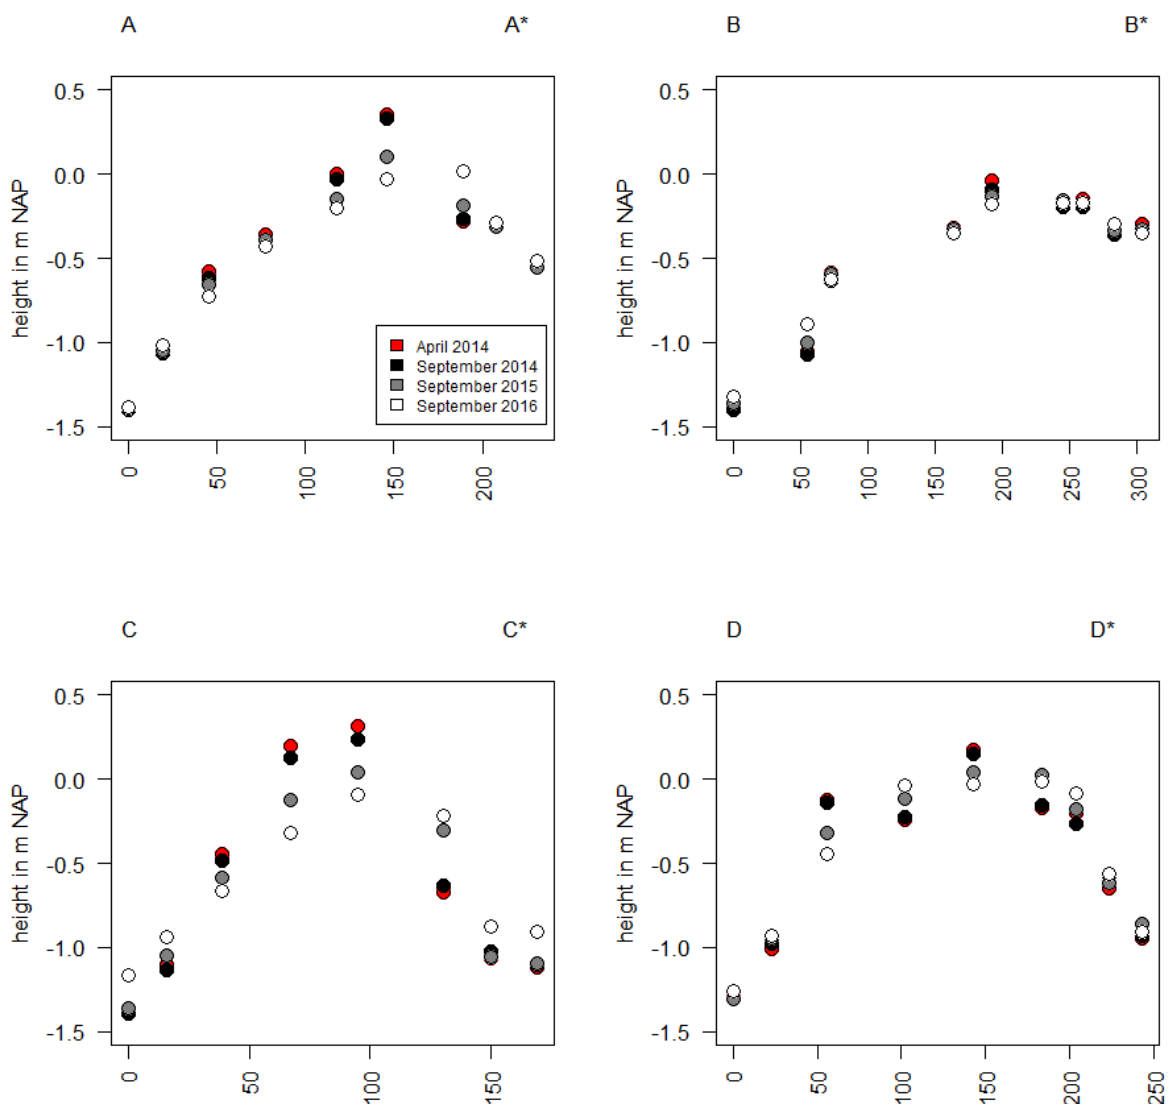 A A*
B B*
height in m NAP
0.5
0.0
-0.5
-1.0
-1.5
0 50 100 150 200
April 2014
September 2014
September 2015
September 2016
height in m NAP
0.5
0.0
-0.5
-1.0
-1.5
0 50 100 150 200 250 300
C C*
D D*
height in m NAP
0.5
0.0
-0.5
-1.0
-1.5
0 50 100 150
height in m NAP
0.5
0.0
-0.5
-1.0
-1.5
0 50 100 150 200 250